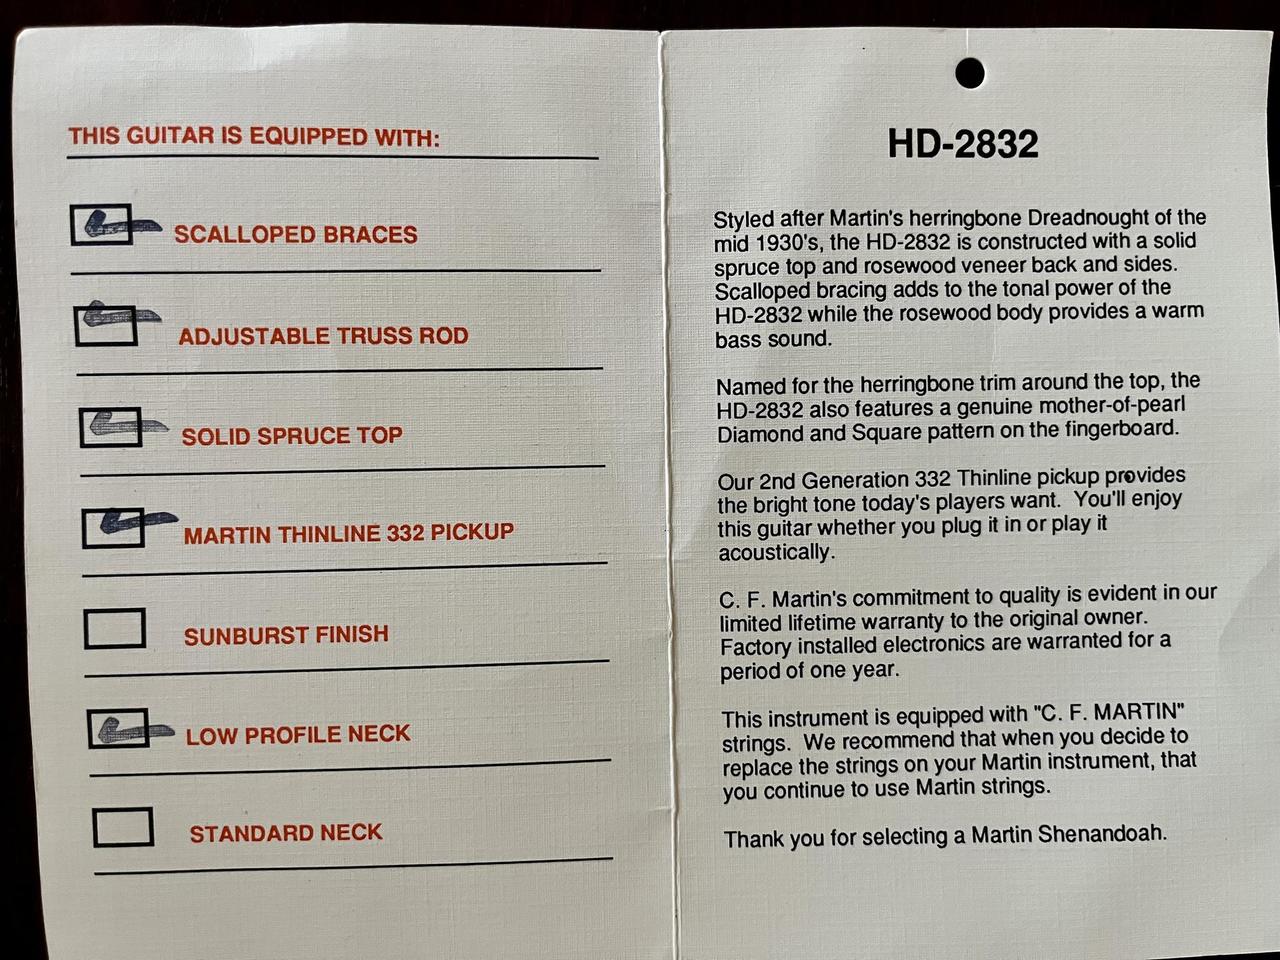 THIS GUITAR IS EQUIPPED WITH:
SCALLOPED BRACES
ADJUSTABLE TRUSS ROD
SOLID SPRUCE TOP
MARTIN THINLINE 332 PICKUP
SUNBURST FINISH
LOW PROFILE NECK
STANDARD NECK
HD-2832
Styled after Martin's herringbone Dreadnought of the
mid 1930's, the HD-2832 is constructed with a solid
spruce top and rosewood veneer back and sides.
Scalloped bracing adds to the tonal power of the
HD-2832 while the rosewood body provides a warm
bass sound.
Named for the herringbone trim around the top, the
HD-2832 also features a genuine mother-of-pearl
Diamond and Square pattern on the fingerboard.
Our 2nd Generation 332 Thinline pickup provides
the bright tone today's players want. You'll enjoy
this guitar whether you plug it in or play it
acoustically.
C. F. Martin's commitment to quality is evident in our
limited lifetime warranty to the original owner.
Factory installed electronics are warranted for a
period of one year.
This instrument is equipped with "C. F. MARTIN"
strings. We recommend that when you decide to
replace the strings on your Martin instrument, that
you continue to use Martin strings.
Thank you for selecting a Martin Shenandoah.